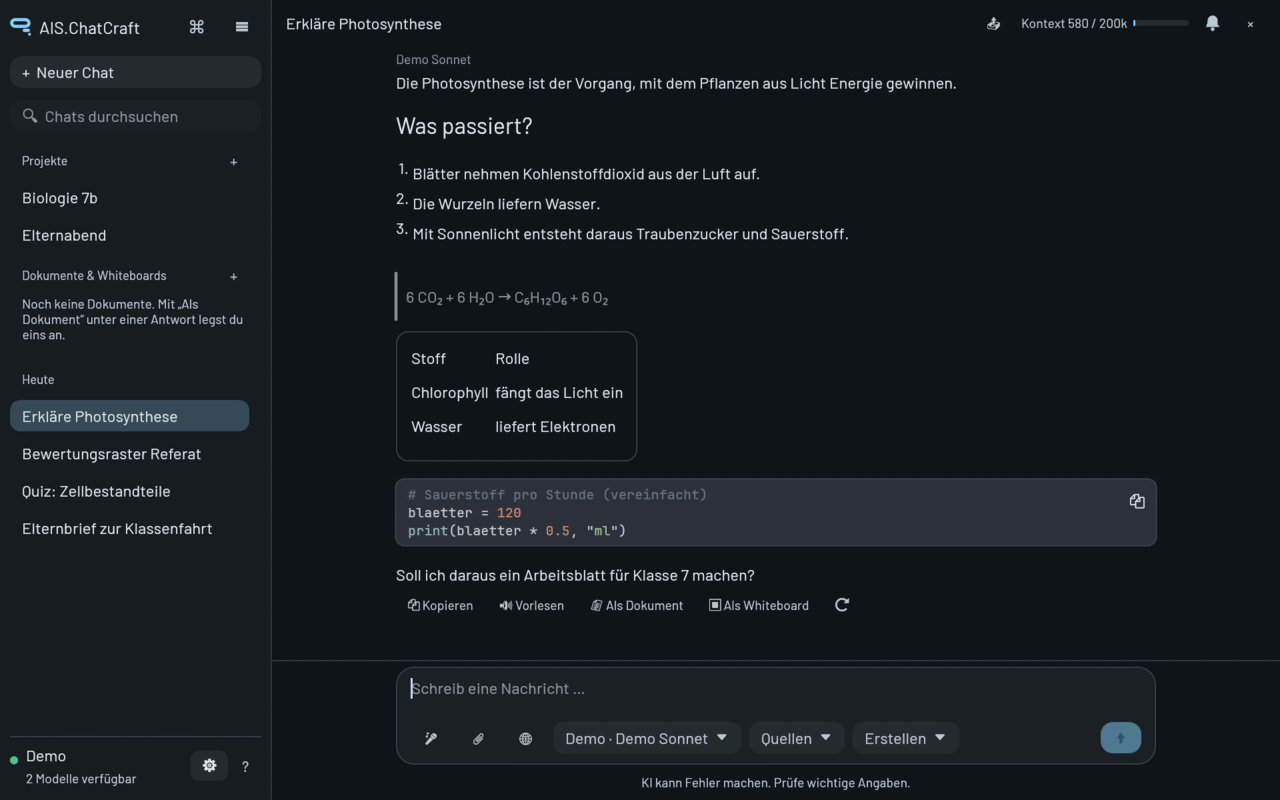 AIS.ChatCraft
+ Neuer Chat
Chats durchsuchen
Projekte +
Biologie 7b
Elternabend
Dokumente & Whiteboards +
Noch keine Dokumente. Mit „Als
Dokument“ unter einer Antwort legst du
eins an.
Heute
Erkläre Photosynthese
Bewertungsraster Referat
Quiz: Zellbestandteile
Elternbrief zur Klassenfahrt
Demo
2 Modelle verfügbar
?
Erkläre Photosynthese
Kontext 580 / 200k
×
Demo Sonnet
Die Photosynthese ist der Vorgang, mit dem Pflanzen aus Licht Energie gewinnen.
Was passiert?
1. Blätter nehmen Kohlenstoffdioxid aus der Luft auf.
2. Die Wurzeln liefern Wasser.
3. Mit Sonnenlicht entsteht daraus Traubenzucker und Sauerstoff.
6 CO₂ + 6 H₂O → C₆H₁₂O₆ + 6 O₂
Stoff Rolle
Chlorophyll fängt das Licht ein
Wasser liefert Elektronen
# Sauerstoff pro Stunde (vereinfacht)
blaetter = 120
print(blaetter * 0.5, "ml")
Soll ich daraus ein Arbeitsblatt für Klasse 7 machen?
Kopieren Vorlesen Als Dokument Als Whiteboard
Schreib eine Nachricht ...
Demo · Demo Sonnet Quellen Erstellen
KI kann Fehler machen. Prüfe wichtige Angaben.